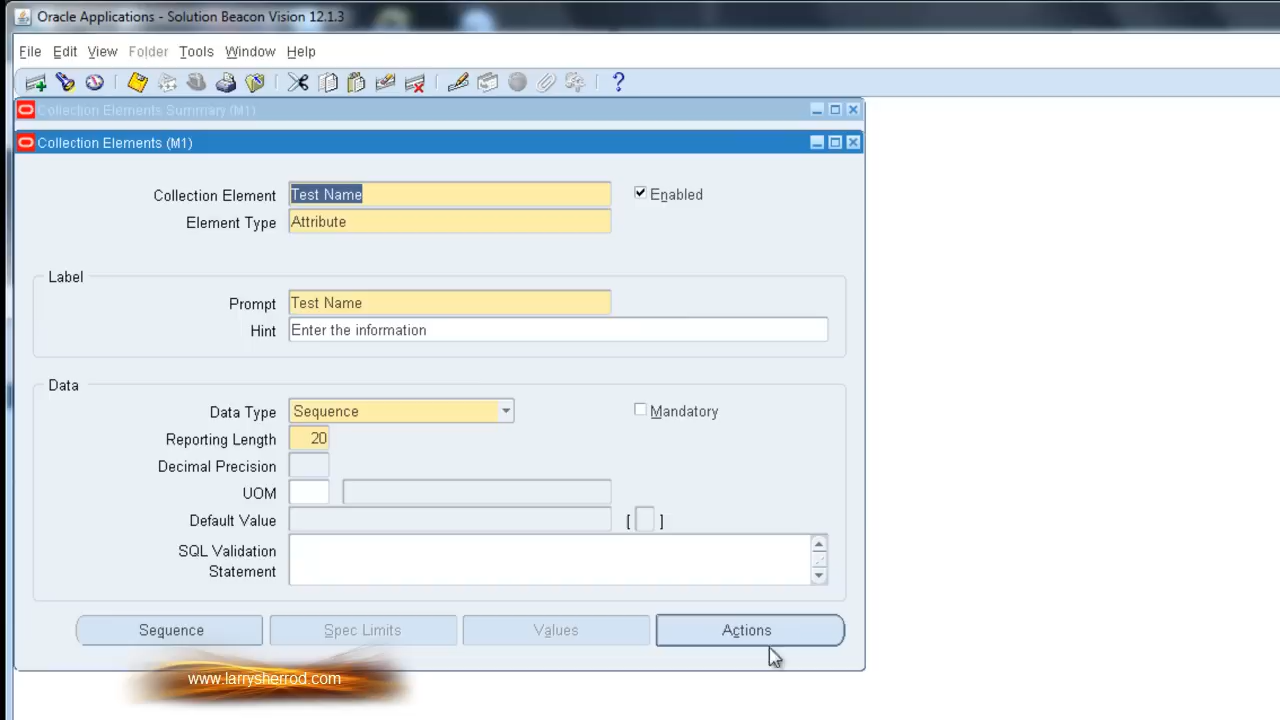 Oracle Applications - Solution Beacon Vision 12.1.3
File Edit View Folder Tools Window Help
Collection Elements Summary (M1)
Collection Elements (M1)
Collection Element Test Name Enabled
Element Type Attribute
Label
Prompt Test Name
Hint Enter the information
Data
Data Type Sequence Mandatory
Reporting Length 20
Decimal Precision
UOM
Default Value [ ]
SQL Validation
Statement
Sequence Spec Limits Values Actions
www.larrysherrod.com